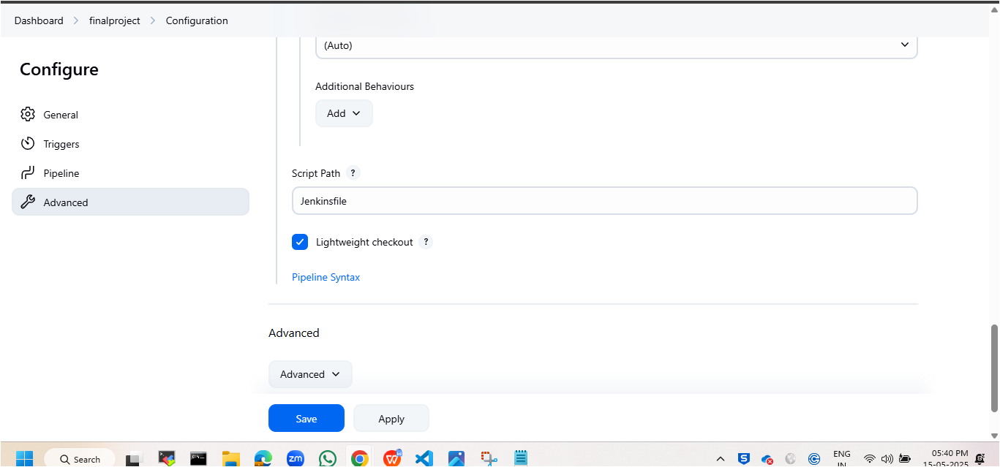 Dashboard > finalproject > Configuration
Configure
General
Triggers
Pipeline
Advanced
(Auto)
Additional Behaviours
Add
Script Path ?
Jenkinsfile
Lightweight checkout ?
Pipeline Syntax
Advanced
Advanced
Save Apply
Search
zm
W
S
ENG
IN
05:40 PM
15-05-2025